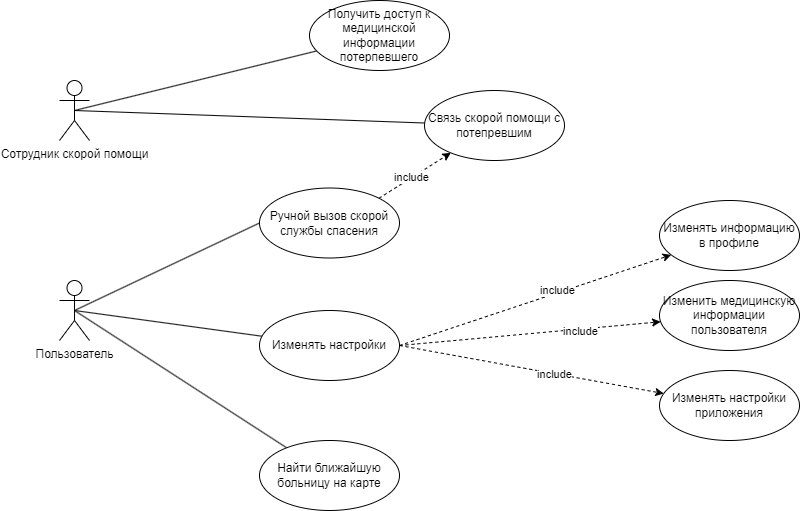 Получить доступ к
медицинской
информации
потерпевшего
Связь скорой помощи с
потепревшим
Сотрудник скорой помощи
include
Ручной вызов скорой
службы спасения
Изменять информацию
в профиле
include
Изменить медицинскую
информации
пользователя
include
Изменять настройки
Пользователь
include
Изменять настройки
приложения
Найти ближайшую
больницу на карте